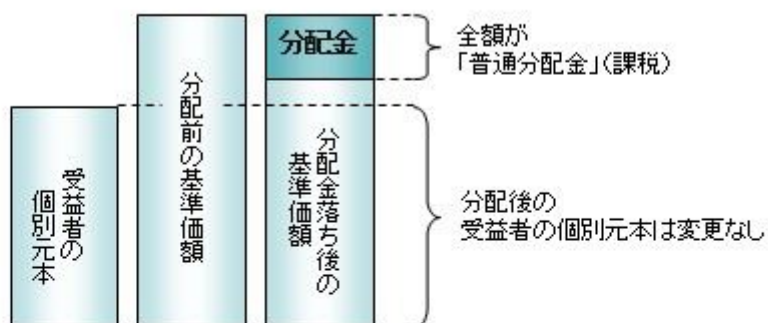 受益者の
個別元本
分配前の基準価額
分配金
分配金落ち後の
基準価額
全額が
「普通分配金」（課税）
分配後の
受益者の個別元本は変更なし